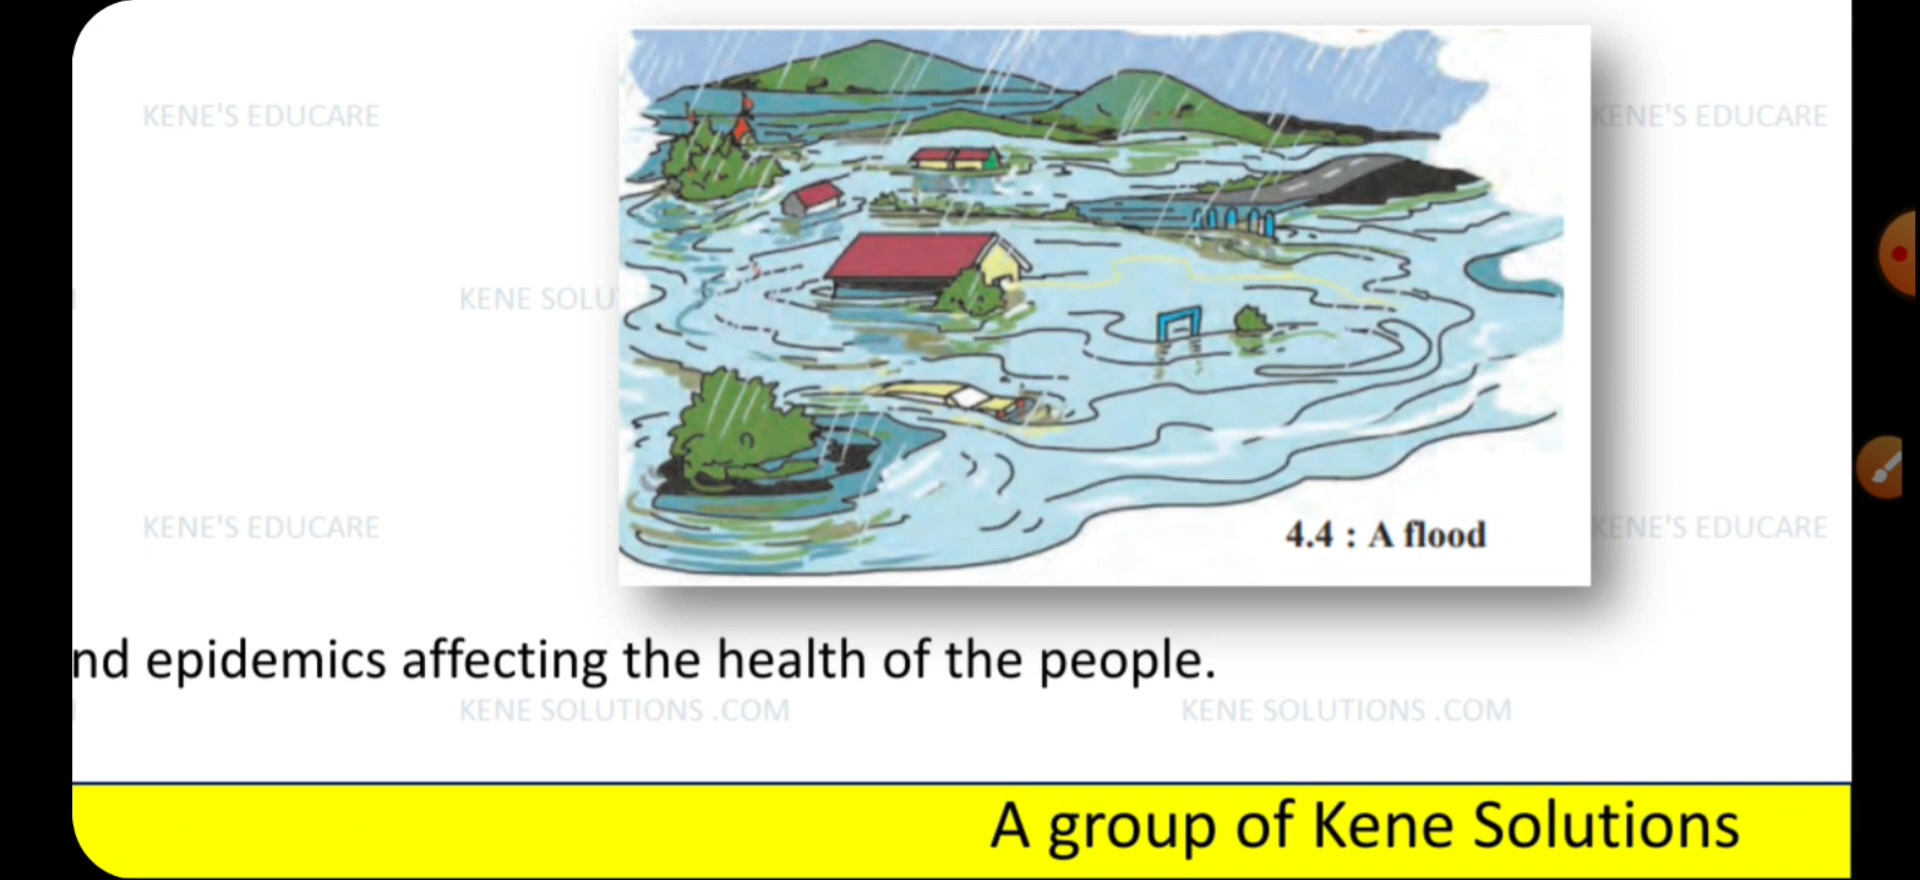 KENE'S EDUCARE
KENE'S EDUCARE
KENE SOLU
4.4 : A flood
KENE'S EDUCARE
KENE'S EDUCARE
nd epidemics affecting the health of the people.
KENE SOLUTIONS .COM
KENE SOLUTIONS .COM
A group of Kene Solutions